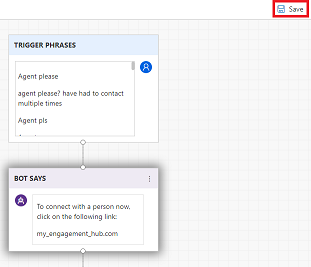 Save
TRIGGER PHRASES
Agent please
agent please? have had to contact
multiple times
Agent pls
BOT SAYS
To connect with a person now,
click on the following link:
my_engagement_hub.com